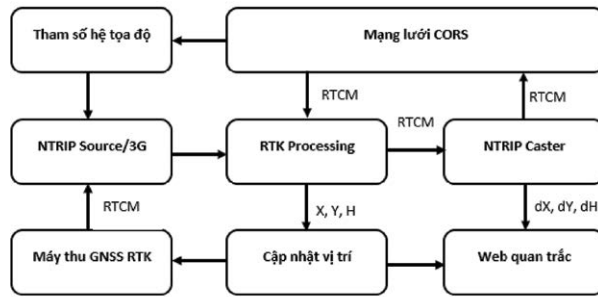 Tham số hệ tọa độ
Mạng lưới CORS
RTCM
RTCM
RTCM
NTRIP Source/3G
RTK Processing
NTRIP Caster
RTCM
X, Y, H
dX, dY, dH
Máy thu GNSS RTK
Cập nhật vị trí
Web quan trắc